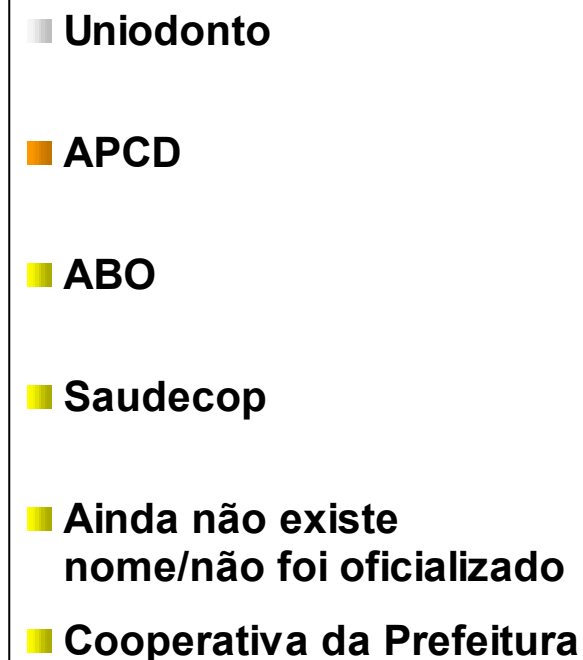 Uniodonto
APCD
ABO
Saudecop
Ainda não existe
nome/não foi oficializado
Cooperativa da Prefeitura